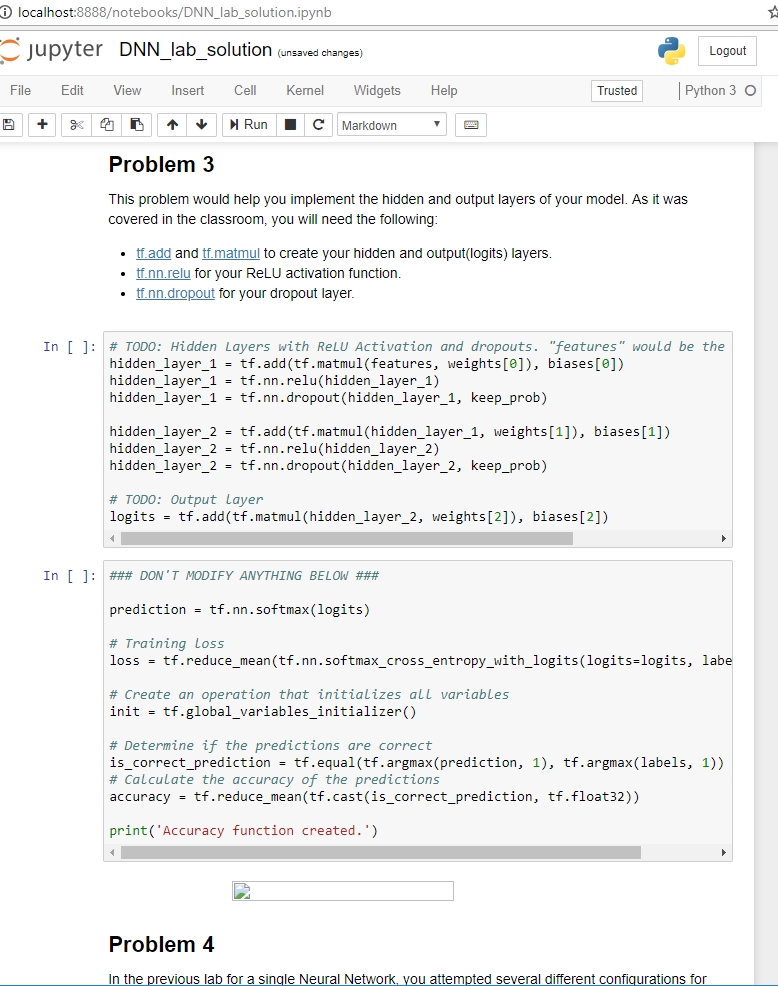 localhost:8888/notebooks/DNN_lab_solution.ipynb
jupyter DNN_lab_solution (unsaved changes)
Logout
File Edit View Insert Cell Kernel Widgets Help
Trusted
Python 3
Run
Markdown
Problem 3
This problem would help you implement the hidden and output layers of your model. As it was
covered in the classroom, you will need the following:
• tf.add and tf.matmul to create your hidden and output(logits) layers.
• tf.nn.relu for your ReLU activation function.
• tf.nn.dropout for your dropout layer.
In [ ]:
# TODO: Hidden Layers with ReLU Activation and dropouts. "features" would be the
hidden_layer_1 = tf.add(tf.matmul(features, weights[0]), biases[0])
hidden_layer_1 = tf.nn.relu(hidden_layer_1)
hidden_layer_1 = tf.nn.dropout(hidden_layer_1, keep_prob)
hidden_layer_2 = tf.add(tf.matmul(hidden_layer_1, weights[1]), biases[1])
hidden_layer_2 = tf.nn.relu(hidden_layer_2)
hidden_layer_2 = tf.nn.dropout(hidden_layer_2, keep_prob)
# TODO: Output layer
logits = tf.add(tf.matmul(hidden_layer_2, weights[2]), biases[2])
In [ ]:
### DON'T MODIFY ANYTHING BELOW ###
prediction = tf.nn.softmax(logits)
# Training loss
loss = tf.reduce_mean(tf.nn.softmax_cross_entropy_with_logits(logits=logits, labe
# Create an operation that initializes all variables
init = tf.global_variables_initializer()
# Determine if the predictions are correct
is_correct_prediction = tf.equal(tf.argmax(prediction, 1), tf.argmax(labels, 1))
# Calculate the accuracy of the predictions
accuracy = tf.reduce_mean(tf.cast(is_correct_prediction, tf.float32))
print('Accuracy function created.')
Problem 4
In the previous lab for a single Neural Network, you attempted several different configurations for